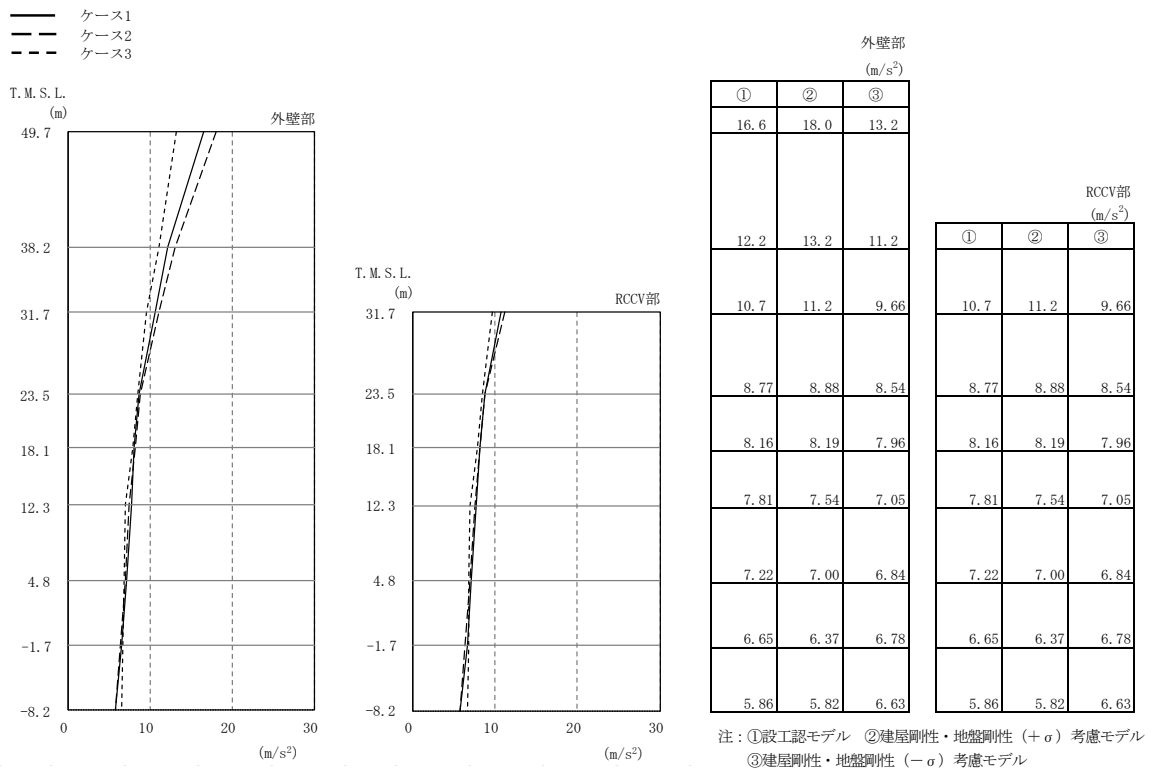 ケース1
ケース2
ケース3
T.M.S.L.
(m)
外壁部
49.7
38.2
31.7
23.5
18.1
12.3
4.8
-1.7
-8.2
0 10 20 30
(m/s²)
T.M.S.L.
(m)
RCCV部
31.7
23.5
18.1
12.3
4.8
-1.7
-8.2
0 10 20 30
(m/s²)
外壁部
(m/s²)
① ② ③
16.6 18.0 13.2
12.2 13.2 11.2
10.7 11.2 9.66
8.77 8.88 8.54
8.16 8.19 7.96
7.81 7.54 7.05
7.22 7.00 6.84
6.65 6.37 6.78
5.86 5.82 6.63
RCCV部
(m/s²)
① ② ③
10.7 11.2 9.66
8.77 8.88 8.54
8.16 8.19 7.96
7.81 7.54 7.05
7.22 7.00 6.84
6.65 6.37 6.78
5.86 5.82 6.63
注：①設工認モデル ②建屋剛性・地盤剛性（＋σ）考慮モデル
③建屋剛性・地盤剛性（－σ）考慮モデル